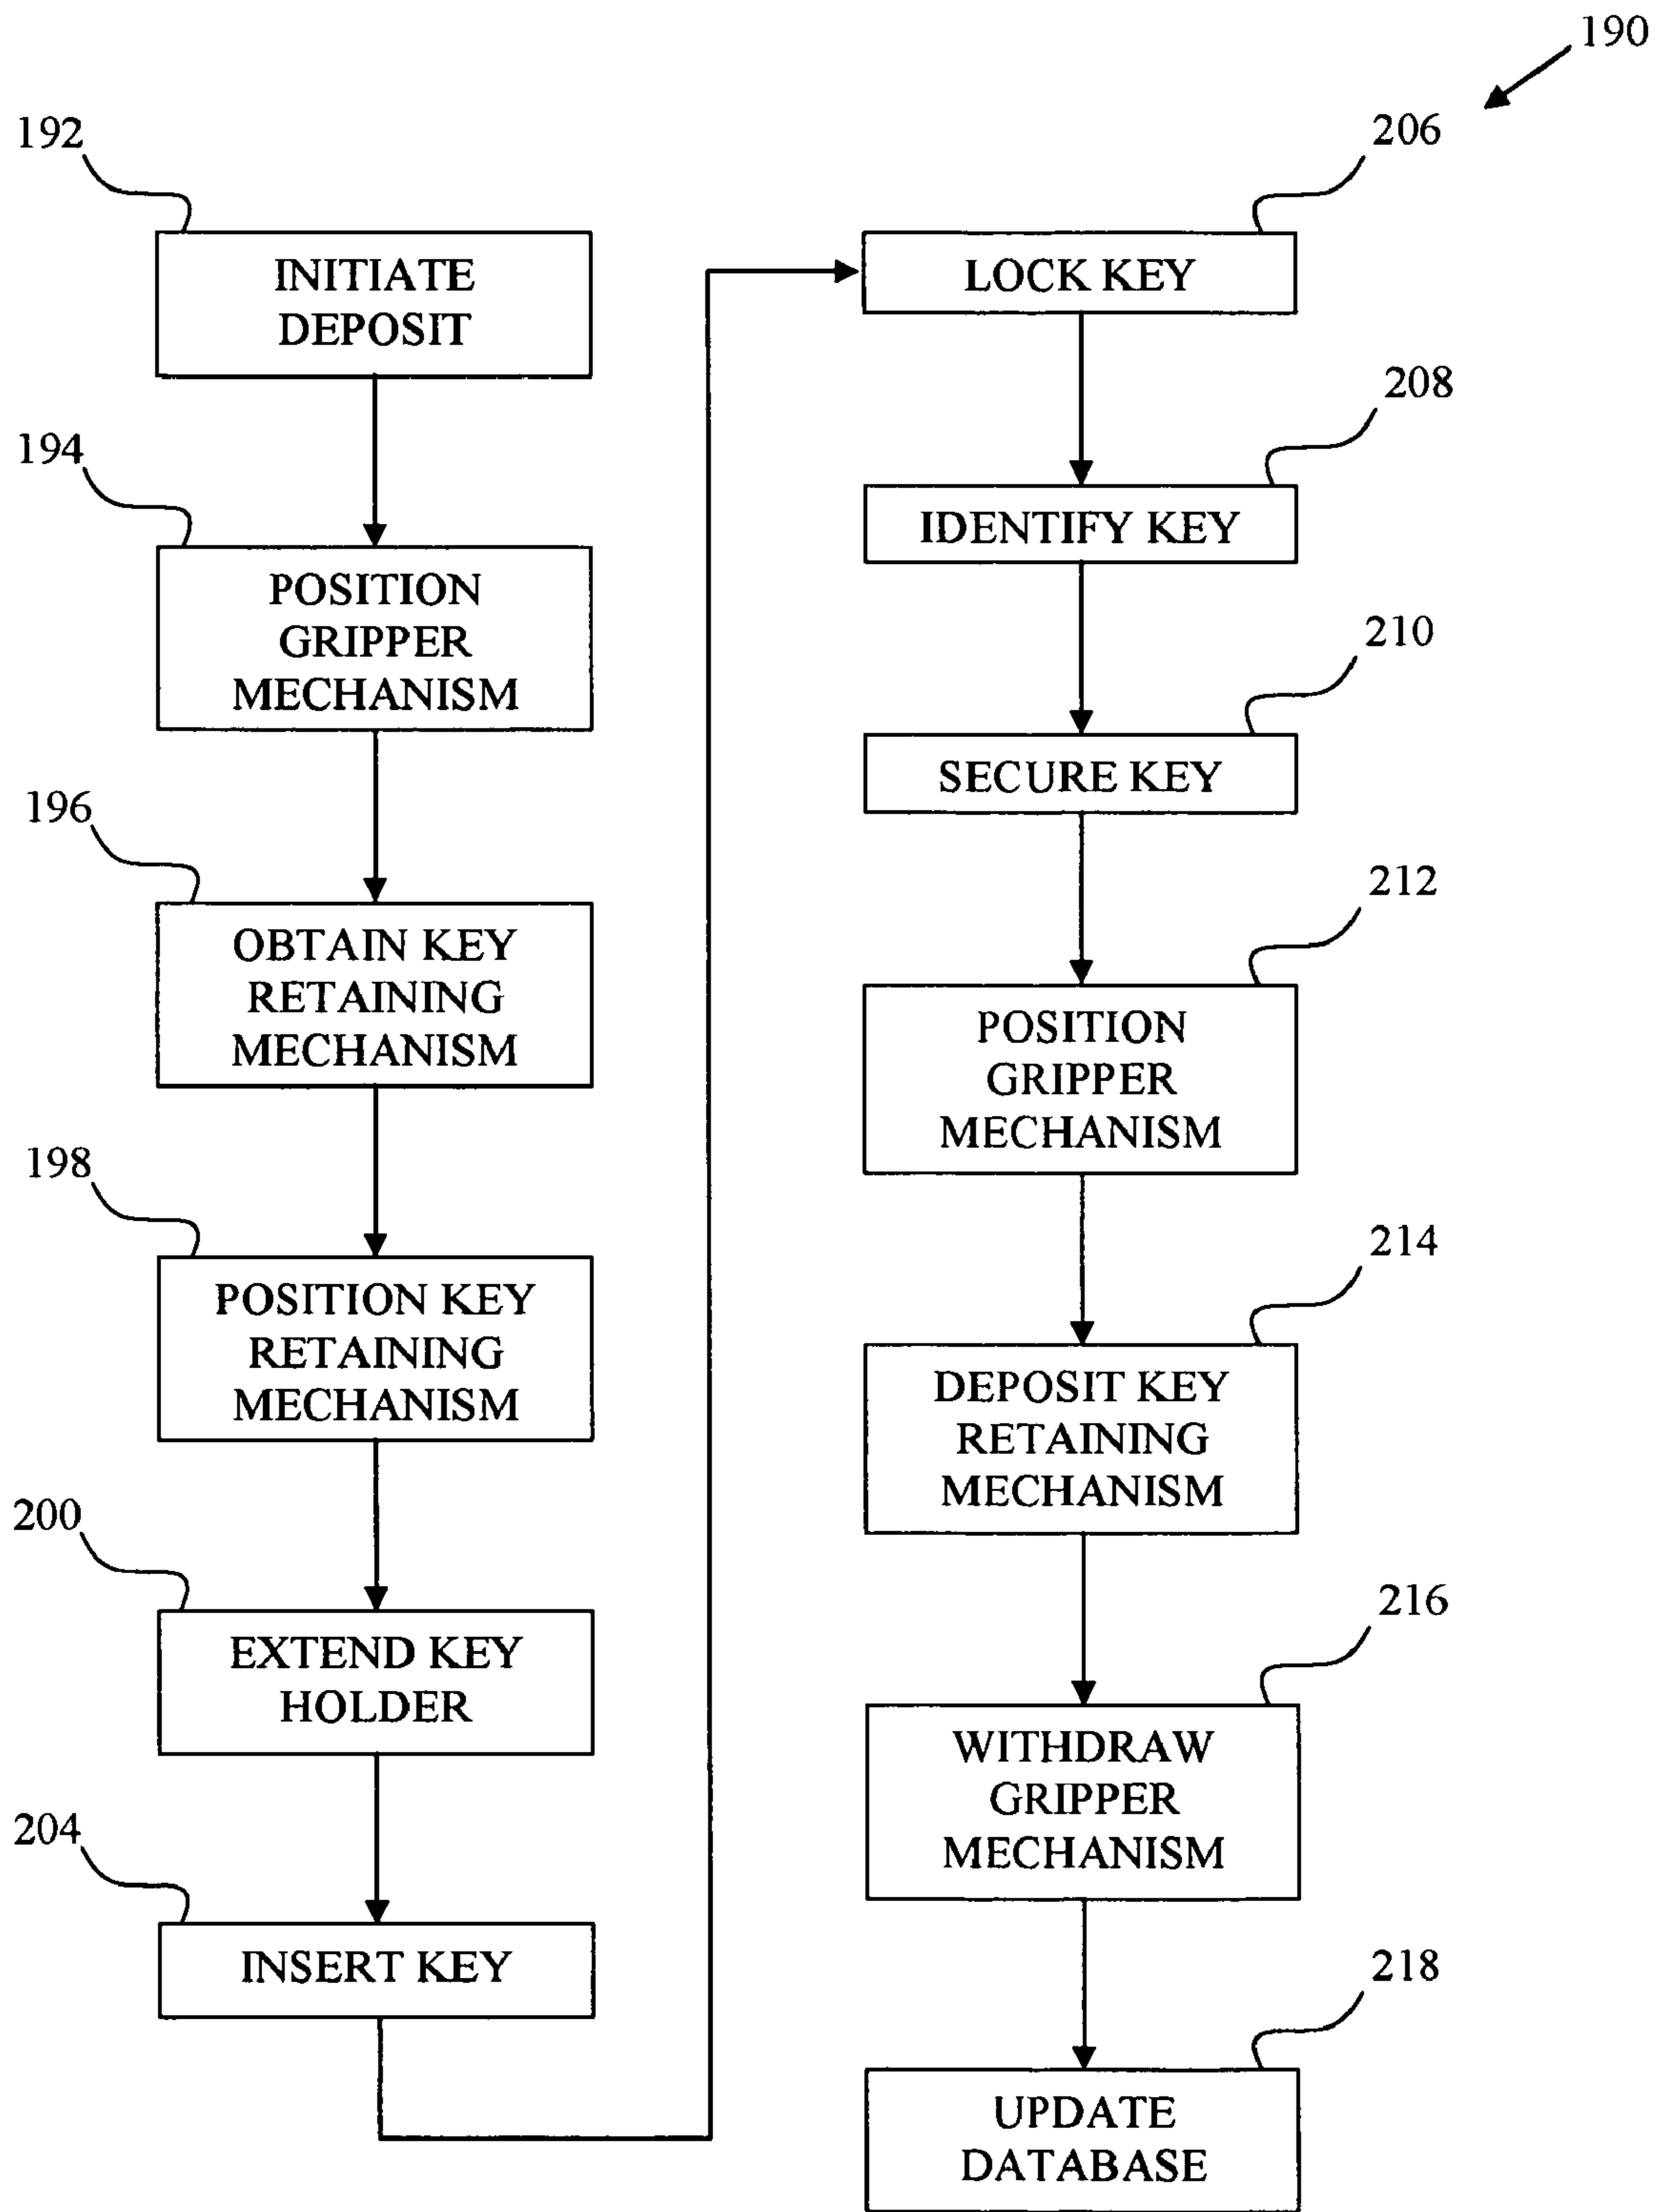 190
192
INITIATE
DEPOSIT
194
POSITION
GRIPPER
MECHANISM
196
OBTAIN KEY
RETAINING
MECHANISM
198
POSITION KEY
RETAINING
MECHANISM
200
EXTEND KEY
HOLDER
204
INSERT KEY
206
LOCK KEY
208
IDENTIFY KEY
210
SECURE KEY
212
POSITION
GRIPPER
MECHANISM
214
DEPOSIT KEY
RETAINING
MECHANISM
216
WITHDRAW
GRIPPER
MECHANISM
218
UPDATE
DATABASE